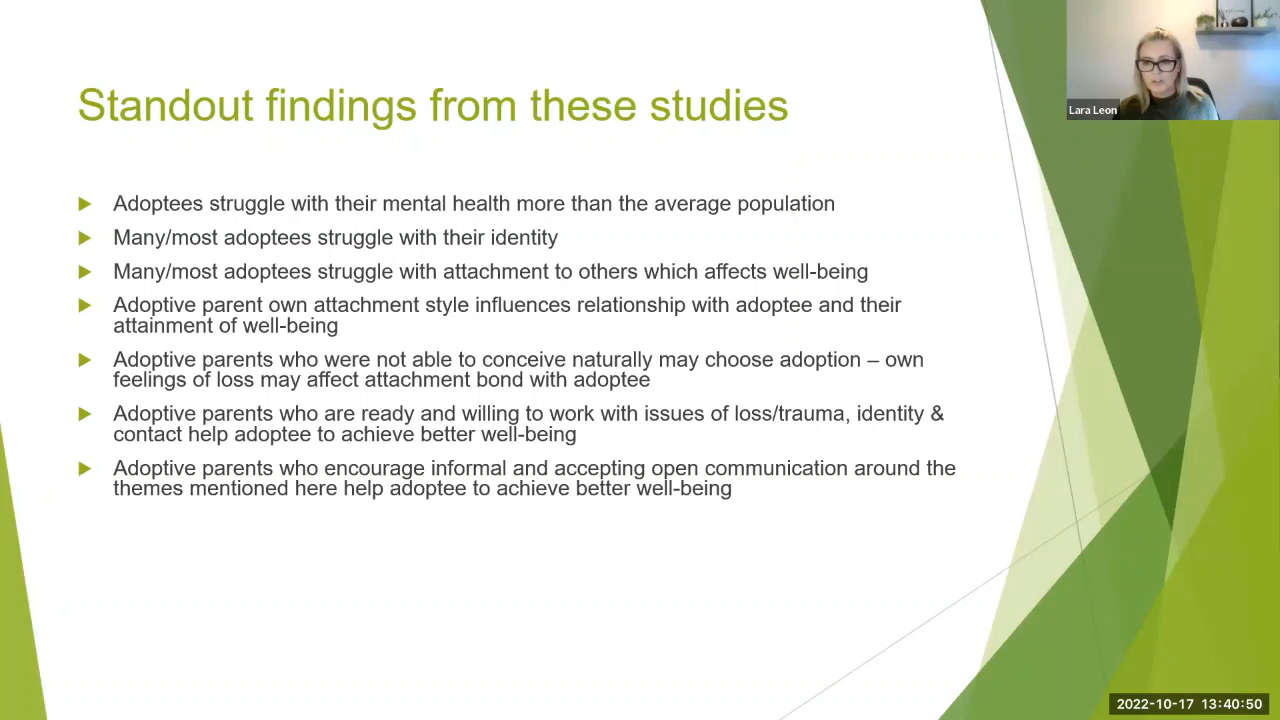 Standout findings from these studies
Lara Leon
Adoptees struggle with their mental health more than the average population
Many/most adoptees struggle with their identity
Many/most adoptees struggle with attachment to others which affects well-being
Adoptive parent own attachment style influences relationship with adoptee and their
attainment of well-being
Adoptive parents who were not able to conceive naturally may choose adoption – own
feelings of loss may affect attachment bond with adoptee
Adoptive parents who are ready and willing to work with issues of loss/trauma, identity &
contact help adoptee to achieve better well-being
Adoptive parents who encourage informal and accepting open communication around the
themes mentioned here help adoptee to achieve better well-being
2022-10-17 13:40:50